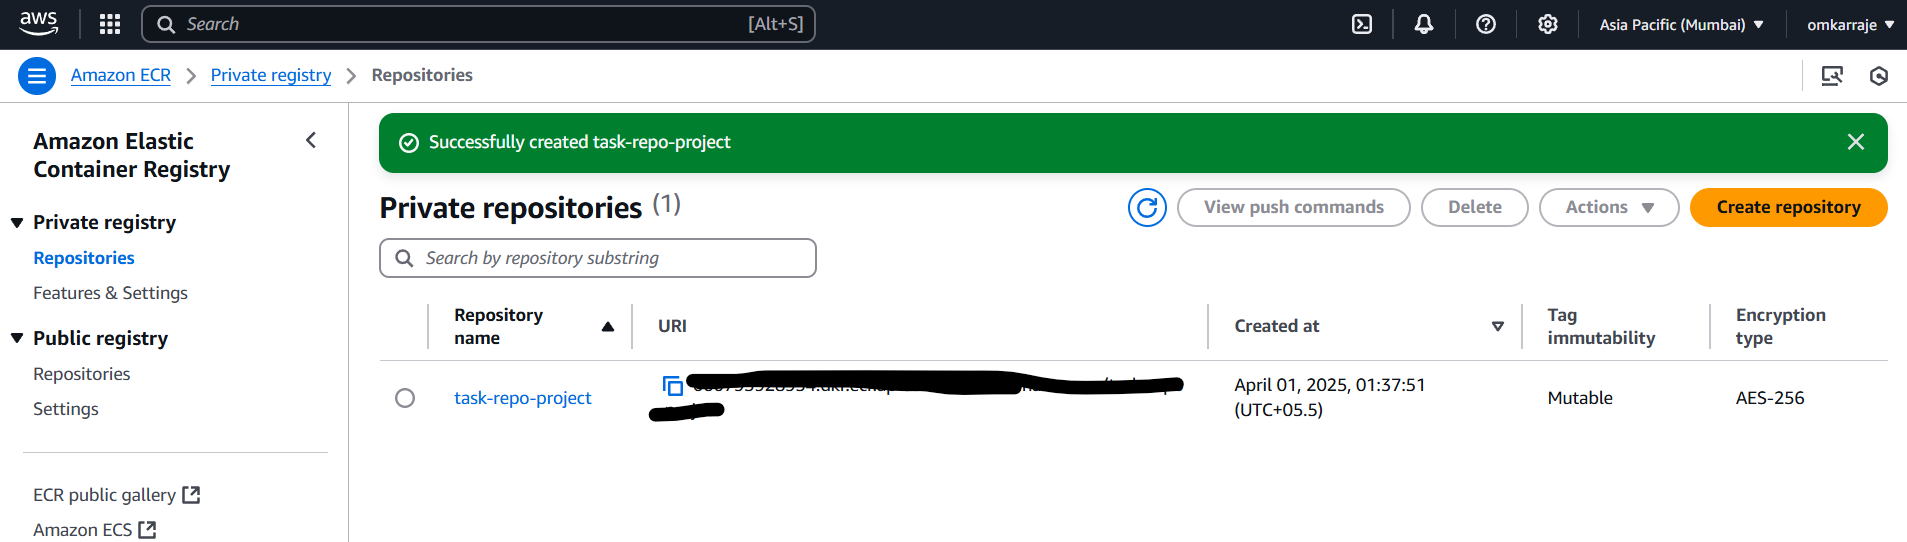 aws
Search [Alt+S]
Asia Pacific (Mumbai)
omkarraje
Amazon ECR
Private registry
Repositories
Amazon Elastic
Container Registry
Private registry
Repositories
Features & Settings
Public registry
Repositories
Settings
ECR public gallery
Amazon ECS
Successfully created task-repo-project
Private repositories (1)
View push commands
Delete
Actions
Create repository
Search by repository substring
Repository
name
URI
Created at
Tag
immutability
Encryption
type
task-repo-project
April 01, 2025, 01:37:51
(UTC+05.5)
Mutable
AES-256